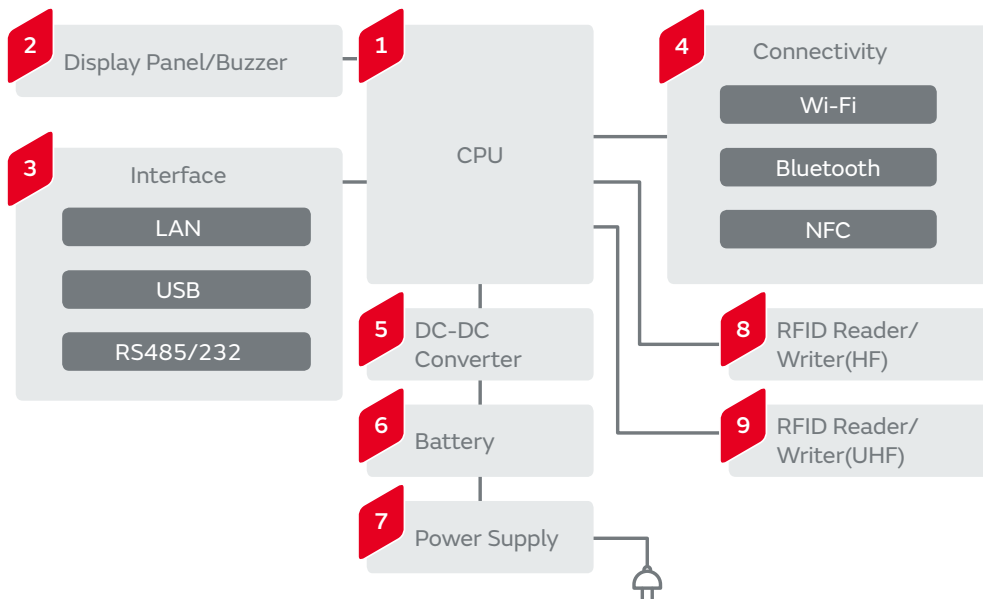 2
Display Panel/Buzzer
1
CPU
4
Connectivity
Wi-Fi
Bluetooth
NFC
3
Interface
LAN
USB
RS485/232
5
DC-DC
Converter
8
RFID Reader/
Writer(HF)
6
Battery
9
RFID Reader/
Writer(UHF)
7
Power Supply